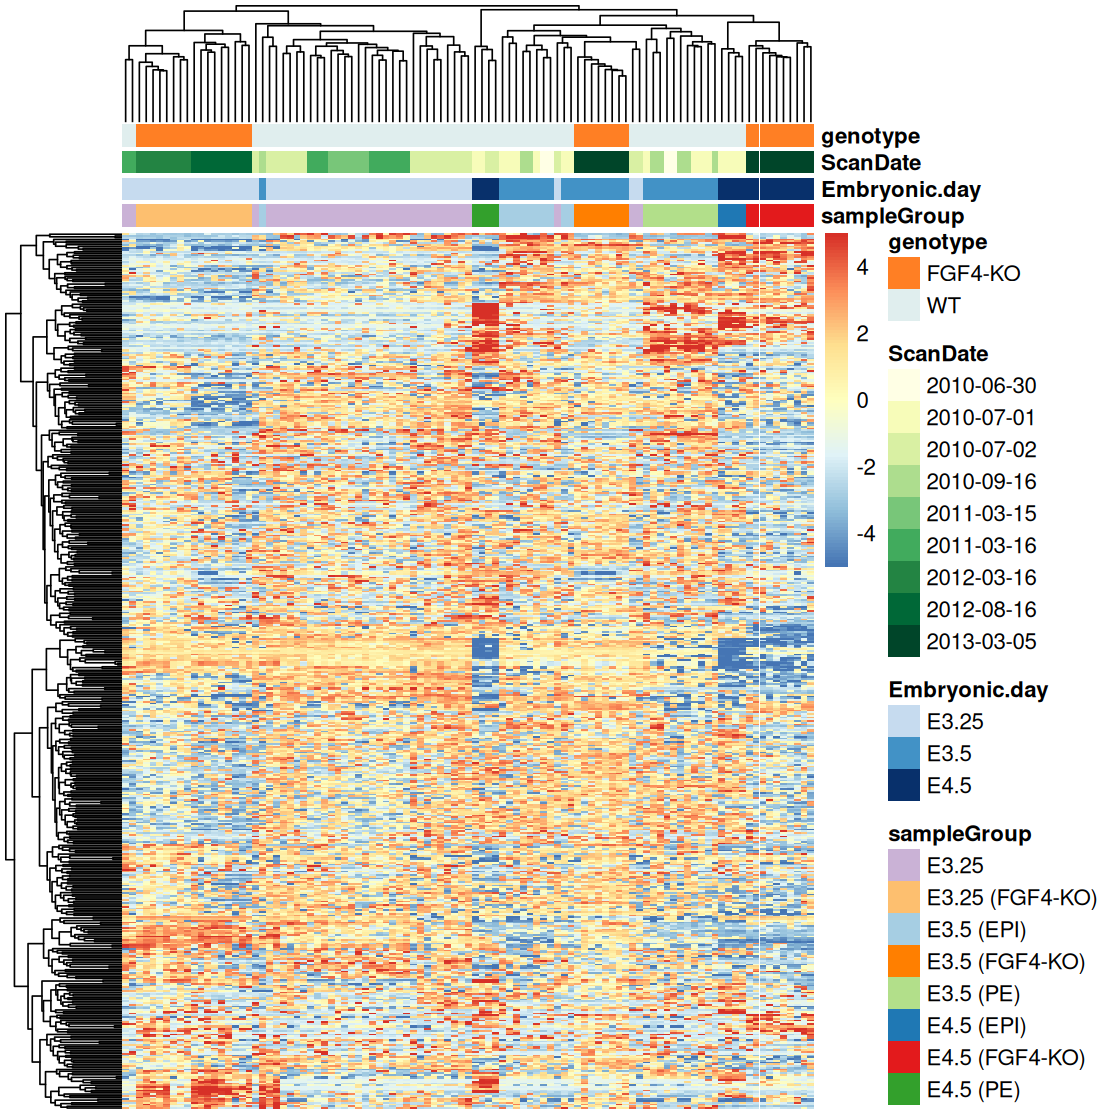 genotype
ScanDate
Embryonic.day
sampleGroup
4
2
0
-2
-4
genotype
FGF4-KO
WT
ScanDate
2010-06-30
2010-07-01
2010-07-02
2010-09-16
2011-03-15
2011-03-16
2012-03-16
2012-08-16
2013-03-05
Embryonic.day
E3.25
E3.5
E4.5
sampleGroup
E3.25
E3.25 (FGF4-KO)
E3.5 (EPI)
E3.5 (FGF4-KO)
E3.5 (PE)
E4.5 (EPI)
E4.5 (FGF4-KO)
E4.5 (PE)